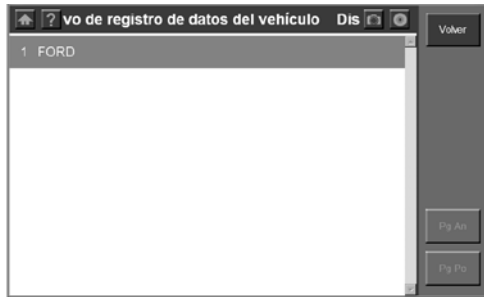 ? vo de registro de datos del vehículo Dis
Volver
1 FORD
Pg An
Pg Po